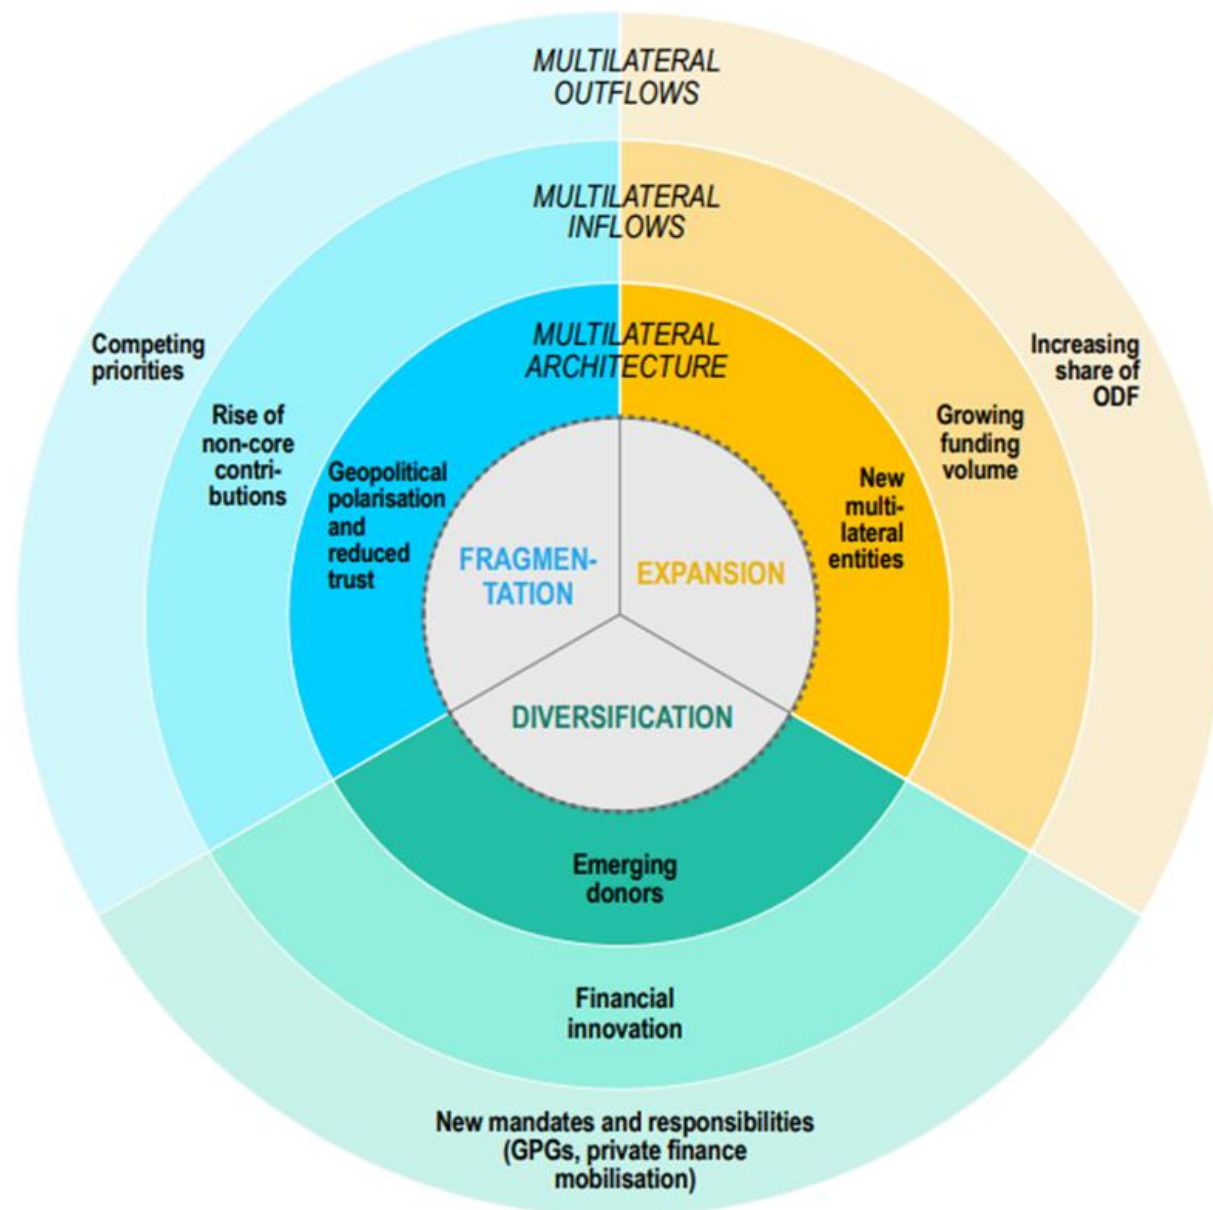 MULTILATERAL
OUTFLOWS
MULTILATERAL
INFLOWS
MULTILATERAL
ARCHITECTURE
Competing
priorities
Rise of
non-core
contri-
butions
Geopolitical
polarisation
and
reduced
trust
FRAGMEN-
TATION
EXPANSION
New
multi-
lateral
entities
Growing
funding
volume
Increasing
share of
ODF
DIVERSIFICATION
Emerging
donors
Financial
innovation
New mandates and responsibilities
(GPGs, private finance
mobilisation)